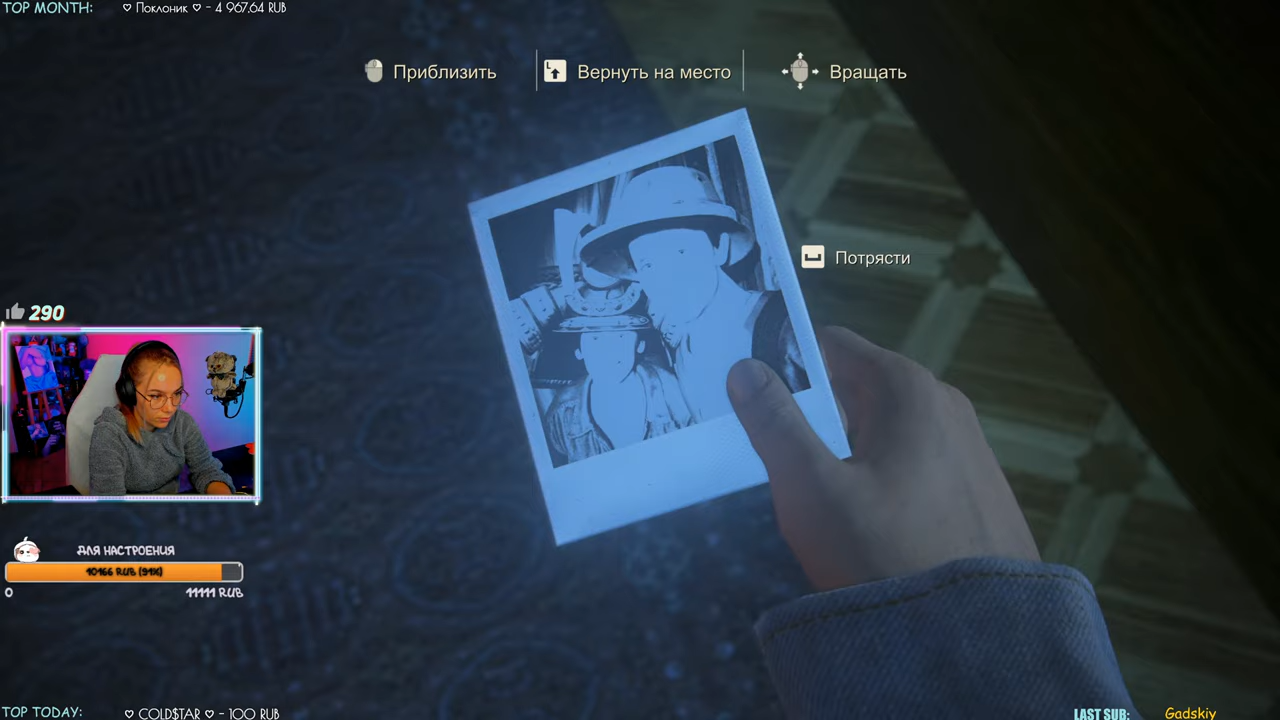 TOP MONTH: ♡ Поклоник ♡ - 4 967.64 RUB
Приблизить
L
Вернуть на место
Вращать
Потрясти
290
ДЛЯ НАСТРОЕНИЯ
10166 RUB (91%)
0 11111 RUB
TOP TODAY: ♡ COLD$TAR ♡ - 100 RUB
LAST SUB: Gadskiy